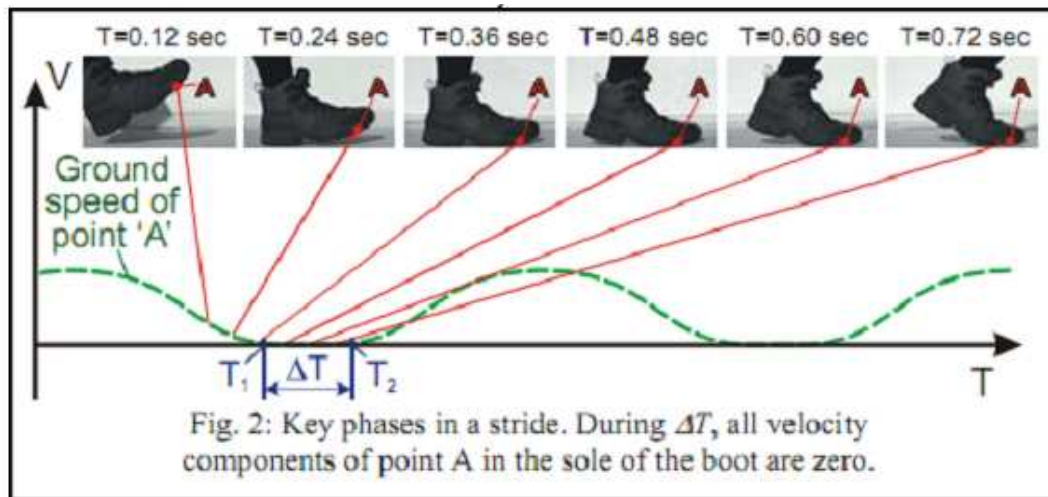 T=0.12 sec T=0.24 sec T=0.36 sec T=0.48 sec T=0.60 sec T=0.72 sec
V A A A A A A
Ground
speed of
point ‘A’
T1 ΔT T2 T
Fig. 2: Key phases in a stride. During ΔT, all velocity
components of point A in the sole of the boot are zero.